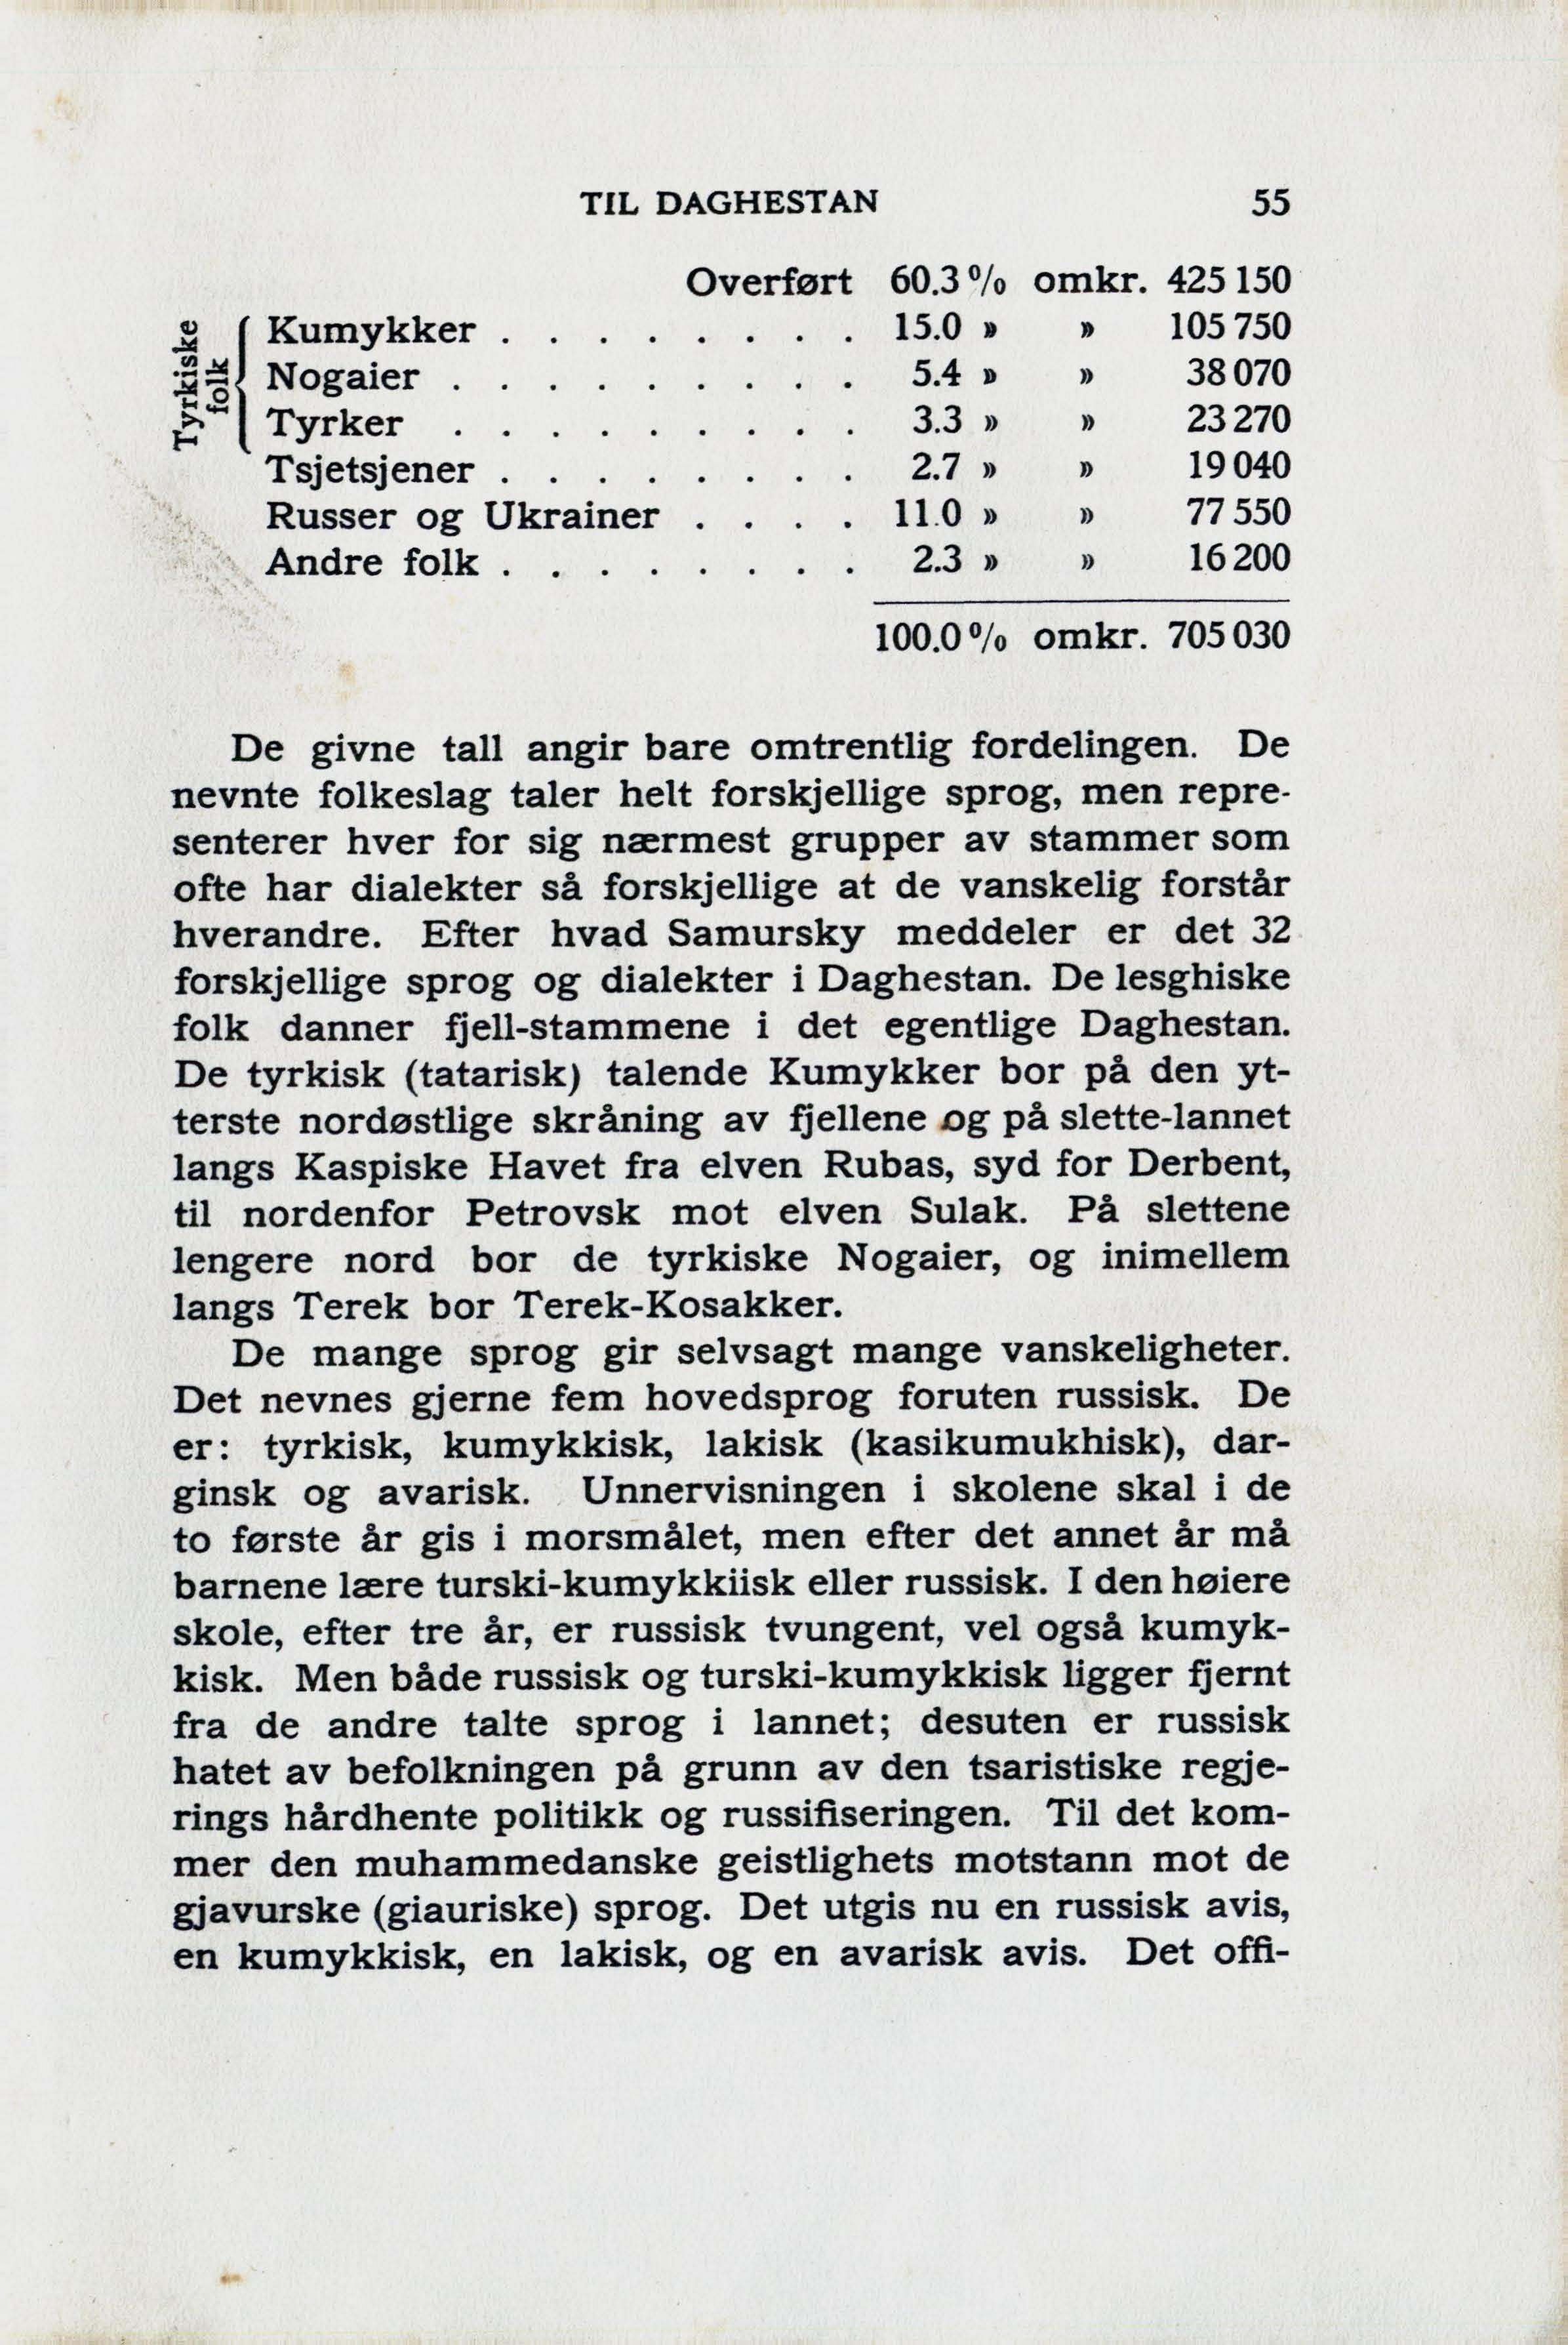 TIL DAGHESTAN 55
Overført 60.3 % omkr. 425 150
Tyrkiske
folk
Kumykker . . . . . . . . 15.0 » » 105 750
Nogaier . . . . . . . . . 5.4 » » 38 070
Tyrker . . . . . . . . . 3.3 » » 23 270
Tsjetsjener . . . . . . . . 2.7 » » 19 040
Russer og Ukrainer . . . . 11.0 » » 77 550
Andre folk . . . . . . . . 2.3 » » 16 200
100.0 % omkr. 705 030
De givne tall angir bare omtrentlig fordelingen. De
nevnte folkeslag taler helt forskjellige sprog, men repre-
senterer hver for sig nærmest grupper av stammer som
ofte har dialekter så forskjellige at de vanskelig forstår
hverandre. Efter hvad Samursky meddeler er det 32
forskjellige sprog og dialekter i Daghestan. De lesghiske
folk danner fjell-stammene i det egentlige Daghestan.
De tyrkisk (tatarisk) talende Kumykker bor på den yt-
terste nordøstlige skråning av fjellene og på slette-lannet
langs Kaspiske Havet fra elven Rubas, syd for Derbent,
til nordenfor Petrovsk mot elven Sulak. På slettene
lengere nord bor de tyrkiske Nogaier, og inimellem
langs Terek bor Terek-Kosakker.
De mange sprog gir selvsagt mange vanskeligheter.
Det nevnes gjerne fem hovedsprog foruten russisk. De
er: tyrkisk, kumykkisk, lakisk (kasikumukhisk), dar-
ginsk og avarisk. Unnervisningen i skolene skal i de
to første år gis i morsmålet, men efter det annet år må
barnene lære turski-kumykkiisk eller russisk. I den høiere
skole, efter tre år, er russisk tvungent, vel også kumyk-
kisk. Men både russisk og turski-kumykkisk ligger fjernt
fra de andre talte sprog i lannet; desuten er russisk
hatet av befolkningen på grunn av den tsaristiske regje-
rings hårdhente politikk og russifiseringen. Til det kom-
mer den muhammedanske geistlighets motstann mot de
gjavurske (giauriske) sprog. Det utgis nu en russisk avis,
en kumykkisk, en lakisk, og en avarisk avis. Det offi-